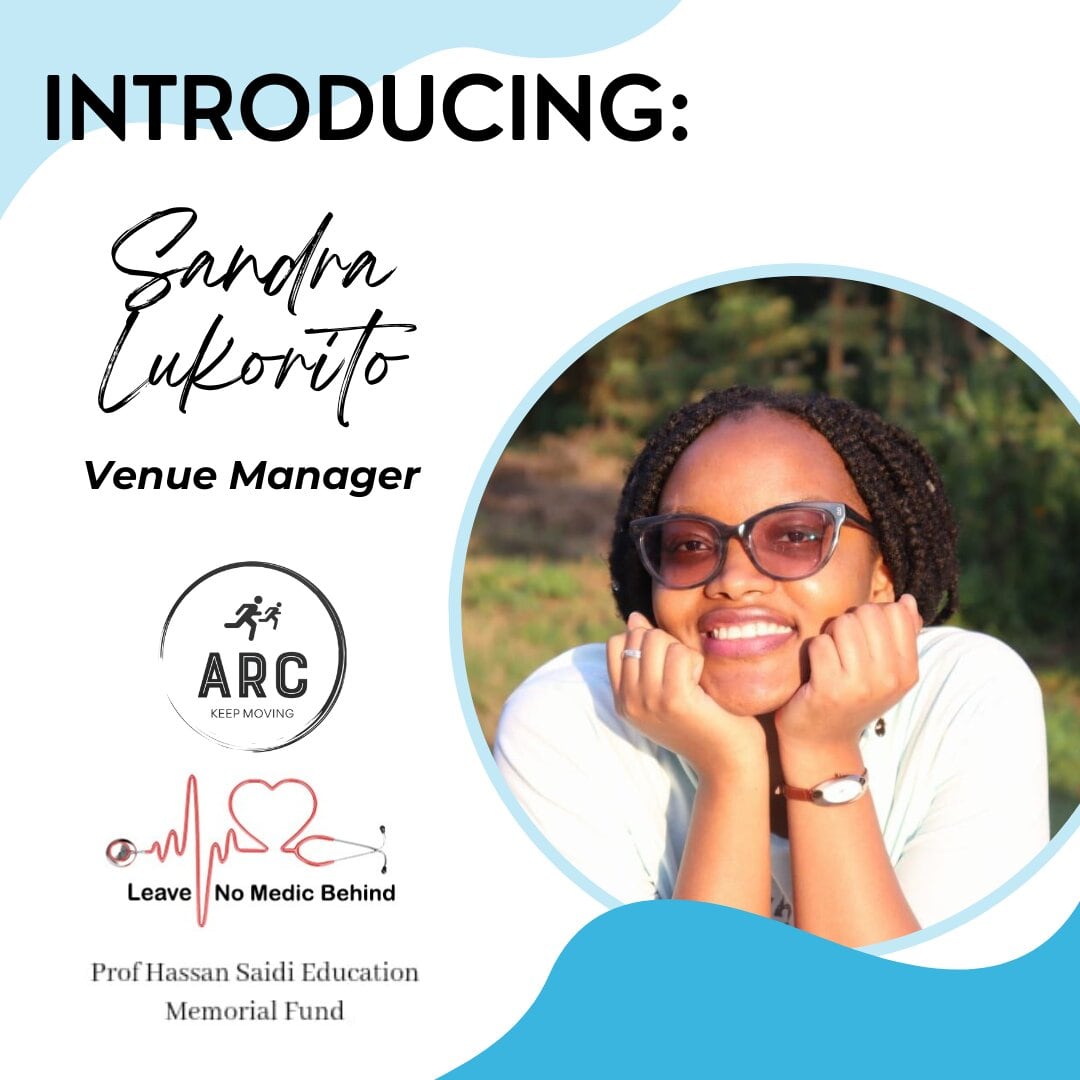 INTRODUCING:
Sandra
Lukorito
Venue Manager
ARC
KEEP MOVING
Leave No Medic Behind
Prof Hassan Saidi Education
Memorial Fund